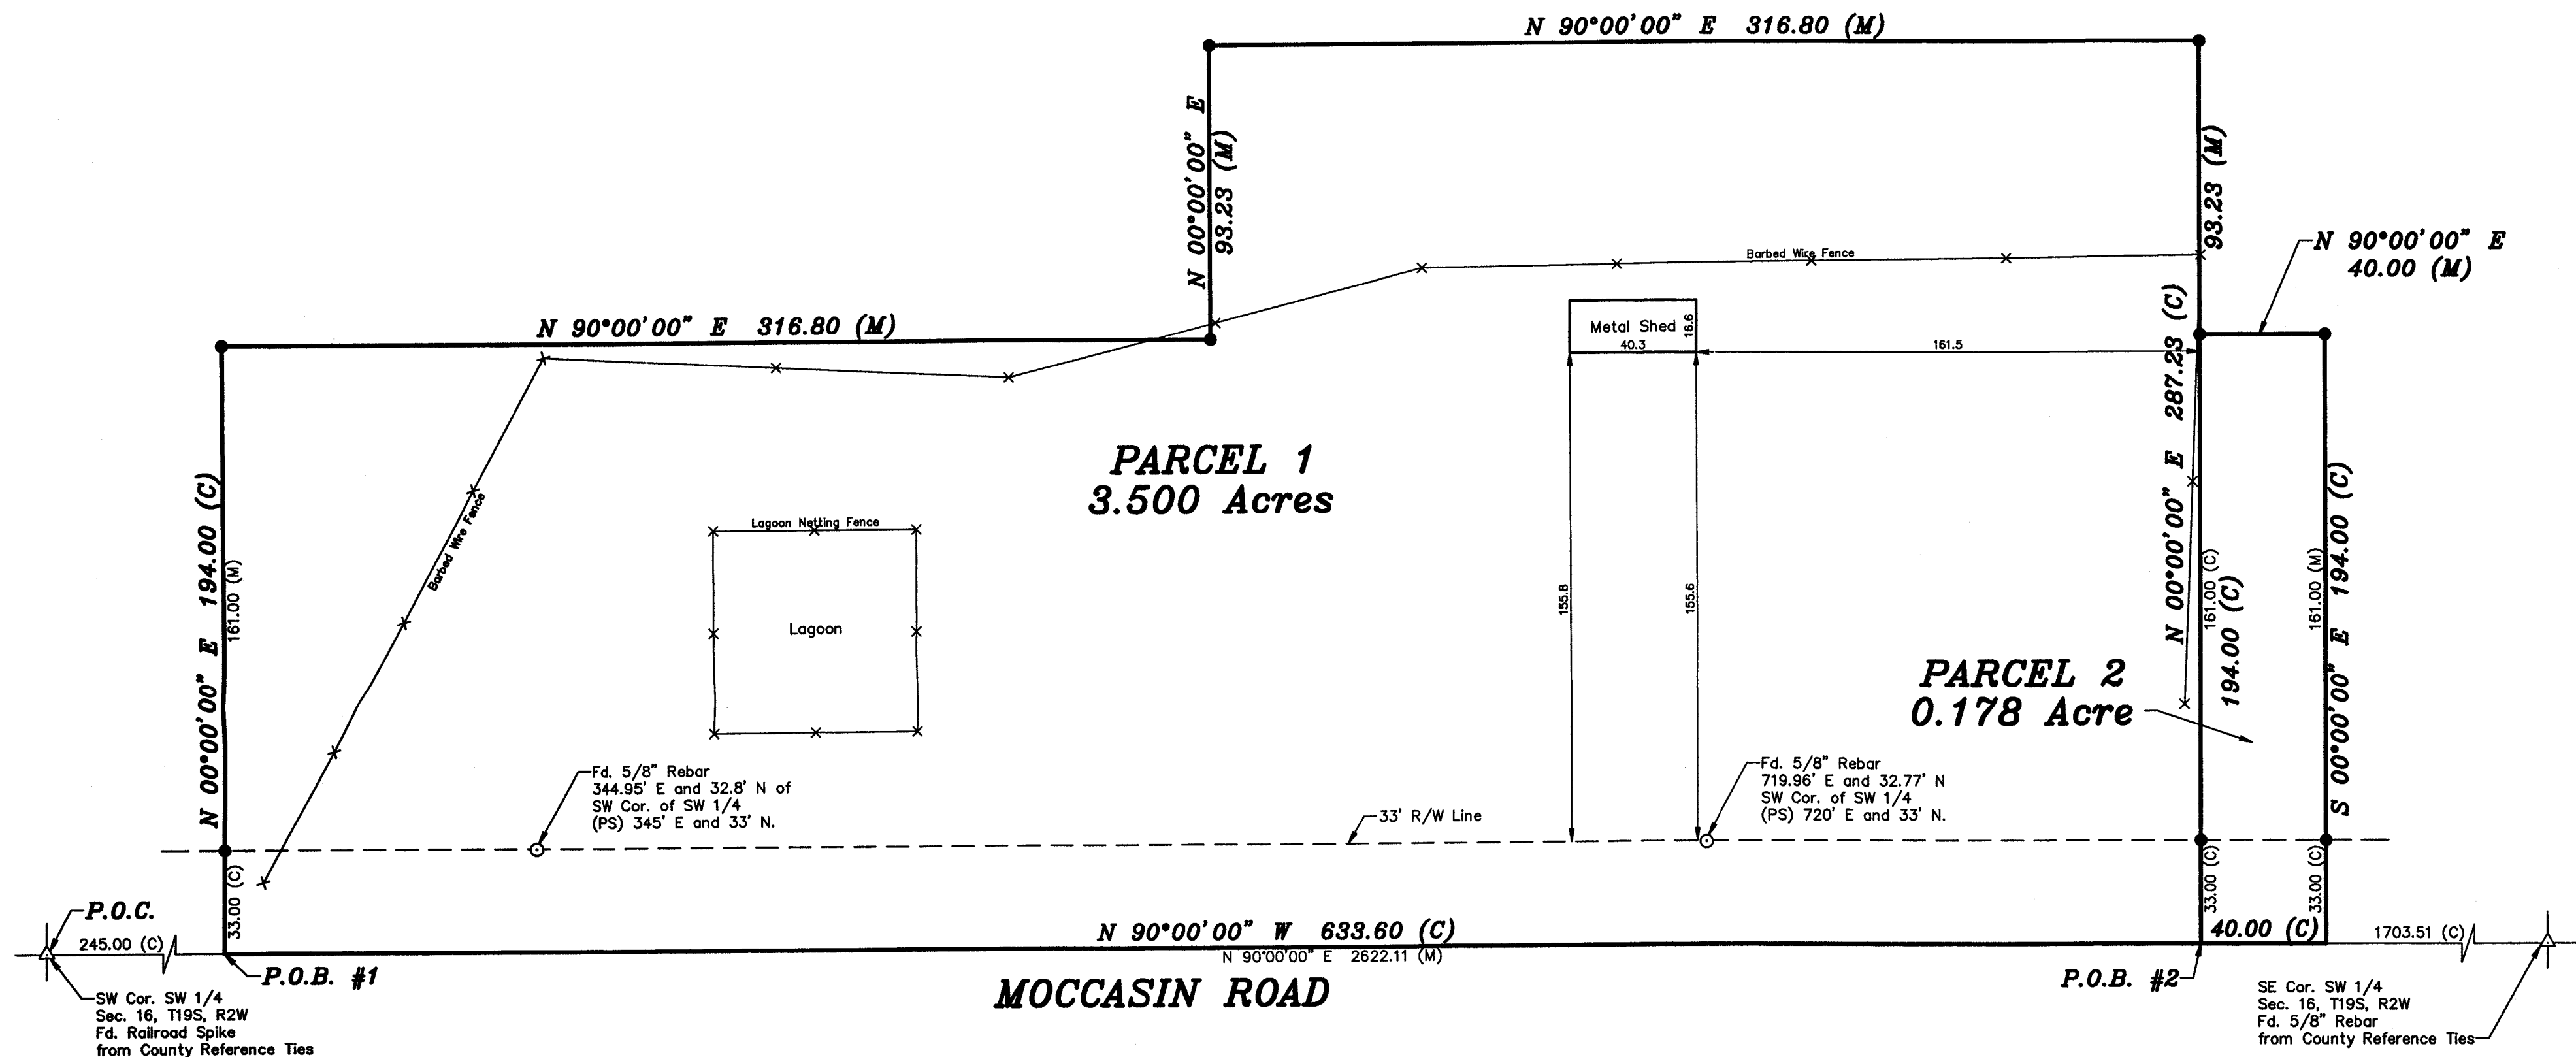 N 90°00'00" E 316.80 (M)
N 00°00'00" E
93.23 (M)
93.23 (M)
N 90°00'00" E
40.00 (M)
Barbed Wire Fence
N 90°00'00" E 316.80 (M)
Metal Shed
16.6
40.3
161.5
N 00°00'00" E 287.23 (C)
PARCEL 1
3.500 Acres
N 00°00'00" E 194.00 (C)
161.00 (M)
Barbed Wire Fence
Lagoon Netting Fence
Lagoon
155.8
155.6
161.00 (C)
194.00 (C)
161.00 (M)
S 00°00'00" E 194.00 (C)
PARCEL 2
0.178 Acre
Fd. 5/8" Rebar
344.95' E and 32.8' N of
SW Cor. of SW 1/4
(PS) 345' E and 33' N.
Fd. 5/8" Rebar
719.96' E and 32.77' N
SW Cor. of SW 1/4
(PS) 720' E and 33' N.
33' R/W Line
33.00 (C)
33.00 (C)
33.00 (C)
P.O.C.
245.00 (C)
N 90°00'00" W 633.60 (C)
40.00 (C)
1703.51 (C)
N 90°00'00" E 2622.11 (M)
P.O.B. #1
MOCCASIN ROAD
P.O.B. #2
SW Cor. SW 1/4
Sec. 16, T19S, R2W
Fd. Railroad Spike
from County Reference Ties
SE Cor. SW 1/4
Sec. 16, T19S, R2W
Fd. 5/8" Rebar
from County Reference Ties